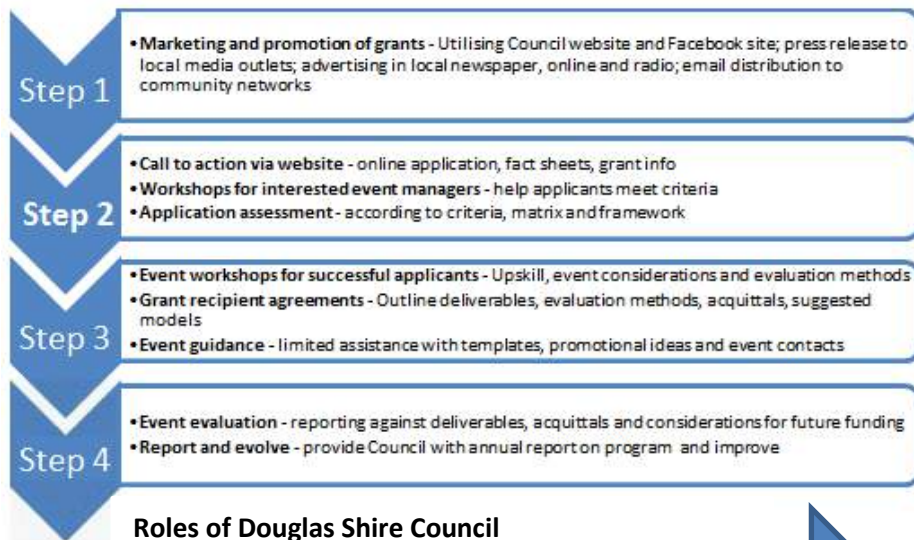 Step 1
• Marketing and promotion of grants - Utilising Council website and Facebook site; press release to
local media outlets; advertising in local newspaper, online and radio; email distribution to
community networks
Step 2
• Call to action via website - online application, fact sheets, grant info
• Workshops for interested event managers - help applicants meet criteria
• Application assessment - according to criteria, matrix and framework
Step 3
• Event workshops for successful applicants - Upskill, event considerations and evaluation methods
• Grant recipient agreements - Outline deliverables, evaluation methods, acquittals, suggested
models
• Event guidance - limited assistance with templates, promotional ideas and event contacts
Step 4
• Event evaluation - reporting against deliverables, acquittals and considerations for future funding
• Report and evolve - provide Council with annual report on program and improve
Roles of Douglas Shire Council